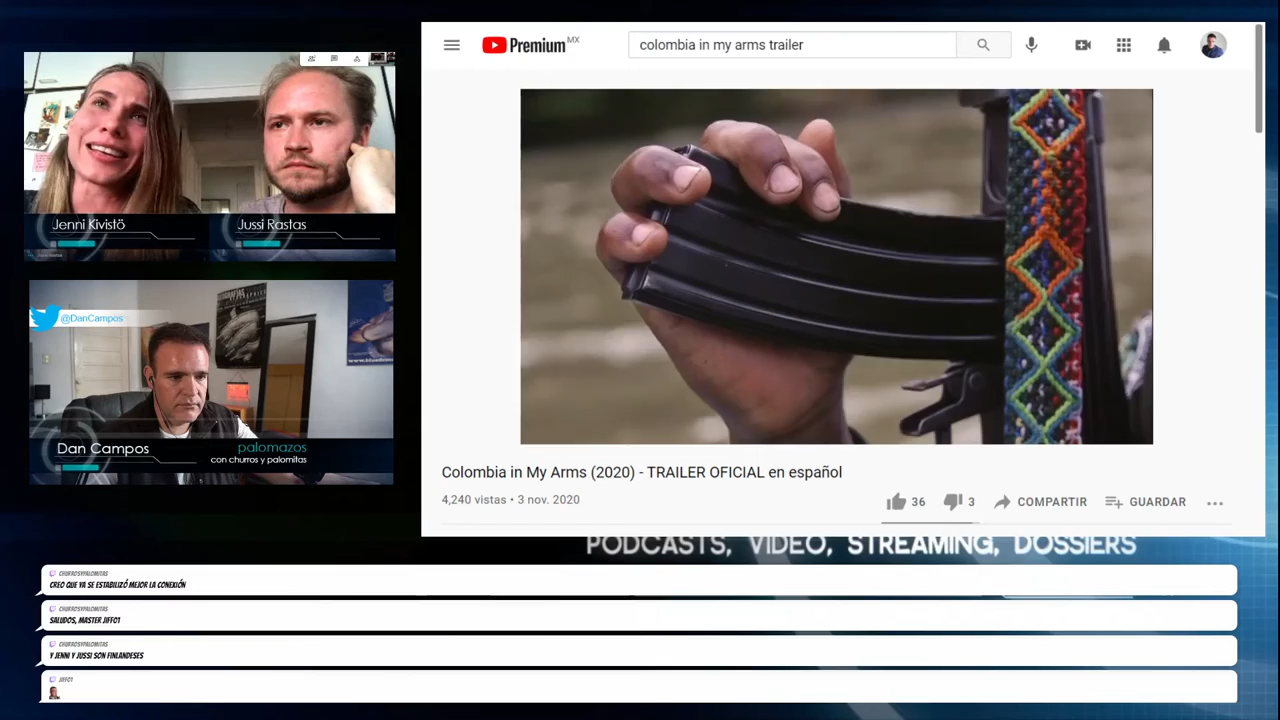 Premium MX
colombia in my arms trailer
Jenni Kivistö
Jussi Rastas
@DanCampos
Dan Campos
palomazos
con churros y palomitas
Colombia in My Arms (2020) - TRAILER OFICIAL en español
4,240 vistas • 3 nov. 2020
36
3
COMPARTIR
GUARDAR
PODCASTS, VIDEO, STREAMING, DOSSIERS
CHURROSYPALOMITAS
CREO QUE YA SE ESTABILIZÓ MEJOR LA CONEXIÓN
CHURROSYPALOMITAS
SALUDOS, MASTER JIFF01
CHURROSYPALOMITAS
Y JENNI Y JUSSI SON FINLANDESES
JIFF01